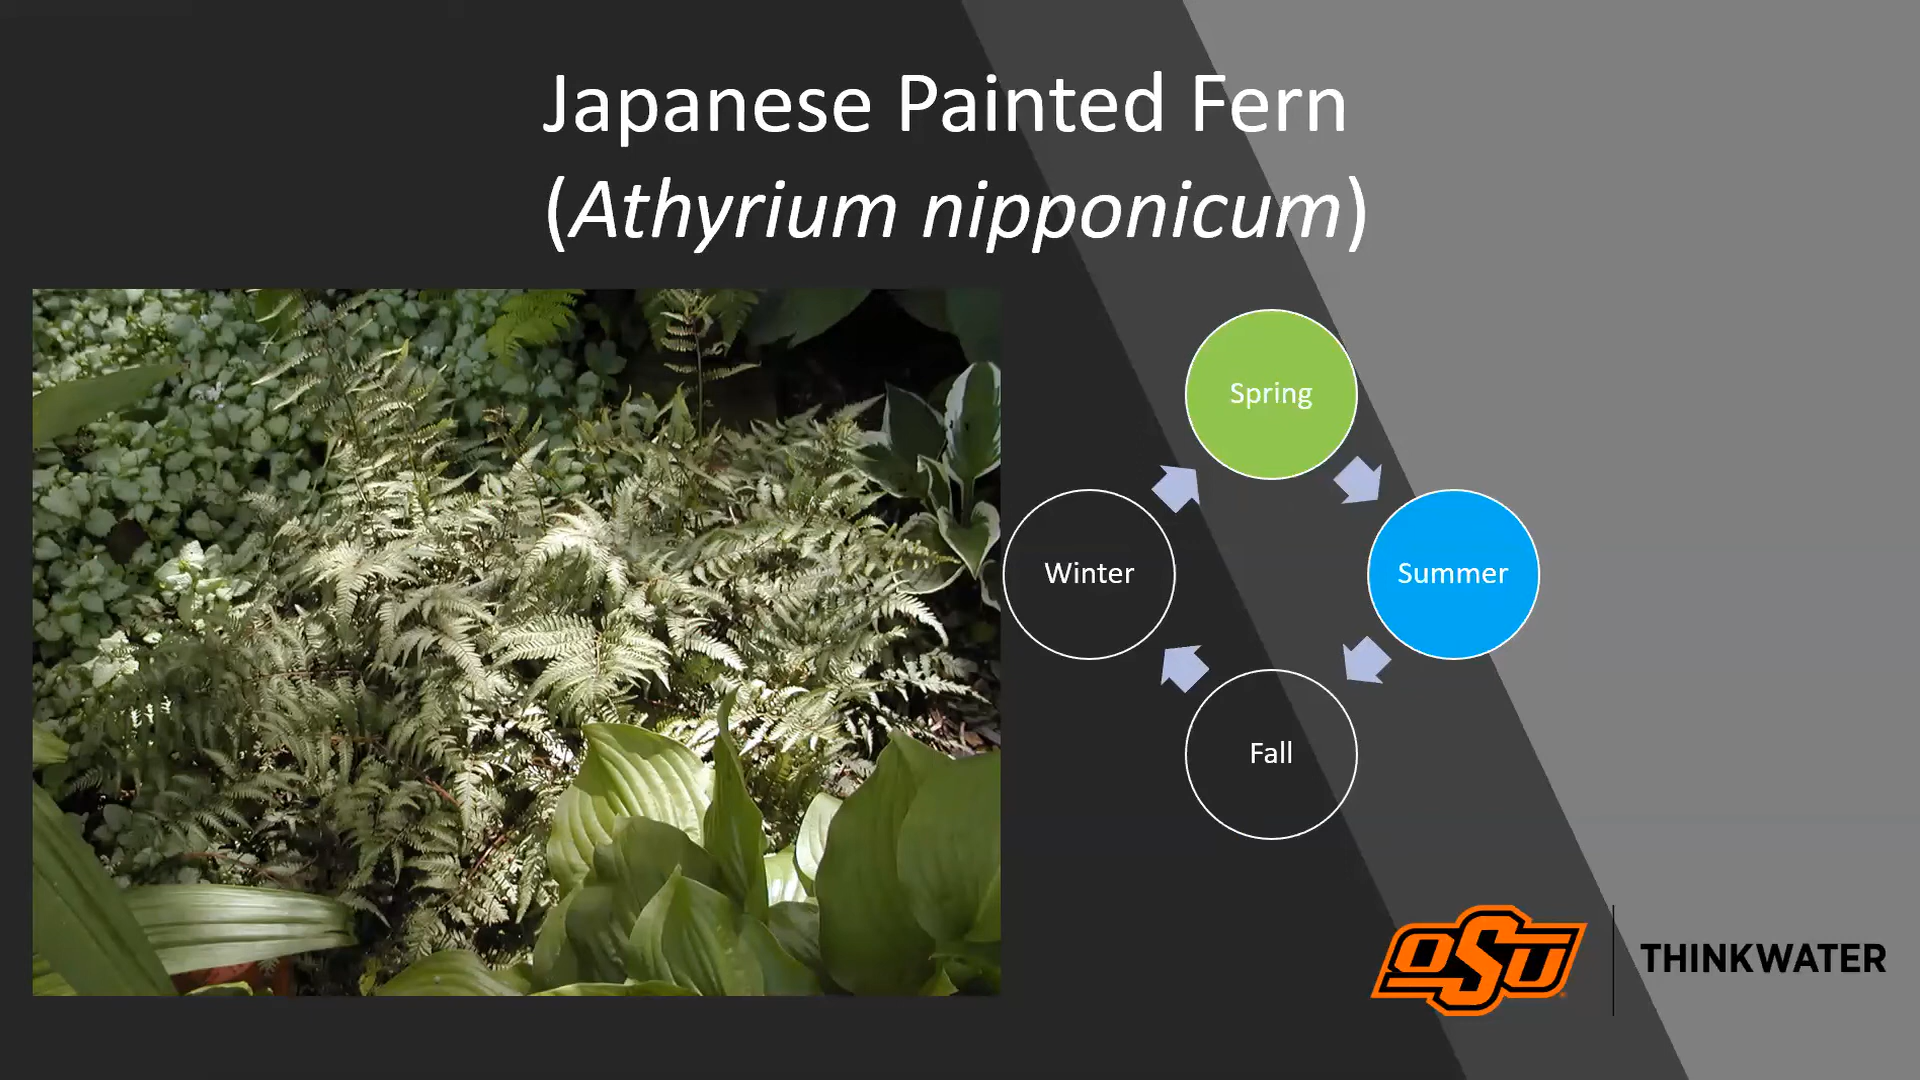 Japanese Painted Fern
(Athyrium nipponicum)
Spring
Winter
Summer
Fall
OSU
THINKWATER